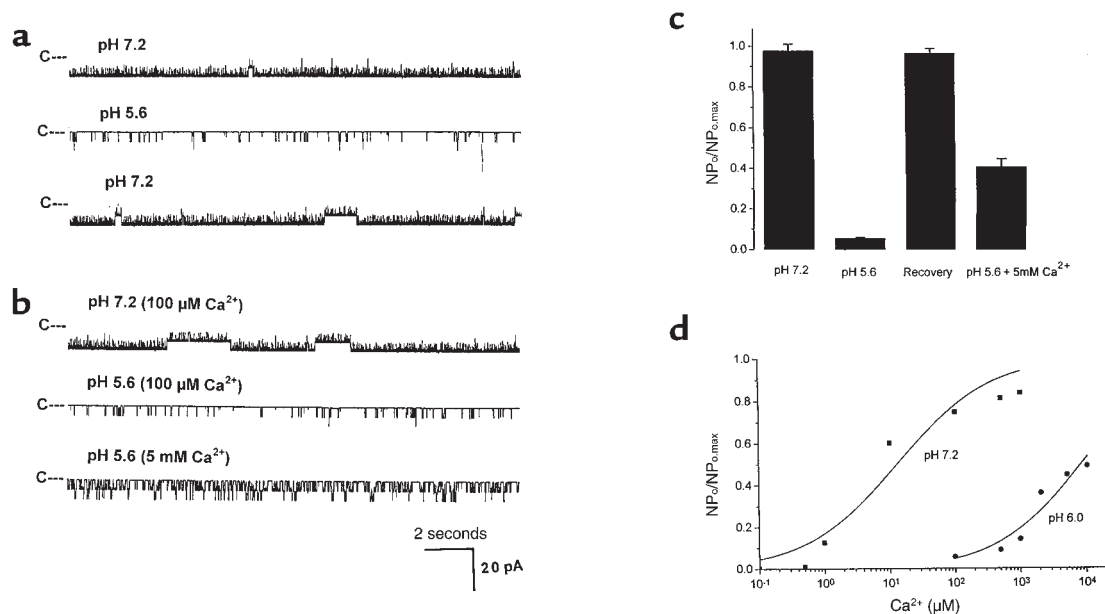 a
pH 7.2
C---
pH 5.6
C---
pH 7.2
C---
b
pH 7.2 (100 µM Ca²⁺)
C---
pH 5.6 (100 µM Ca²⁺)
C---
pH 5.6 (5 mM Ca²⁺)
C---
2 seconds
20 pA
c
NPₒ/NPₒ.max
1.0
0.8
0.6
0.4
0.2
0.0
pH 7.2
pH 5.6
Recovery
pH 5.6 + 5mM Ca²⁺
d
NPₒ/NPₒ.max
1.0
0.8
0.6
0.4
0.2
0.0
pH 7.2
pH 6.0
10⁻¹
10⁰
10¹
10²
10³
10⁴
Ca²⁺ (µM)